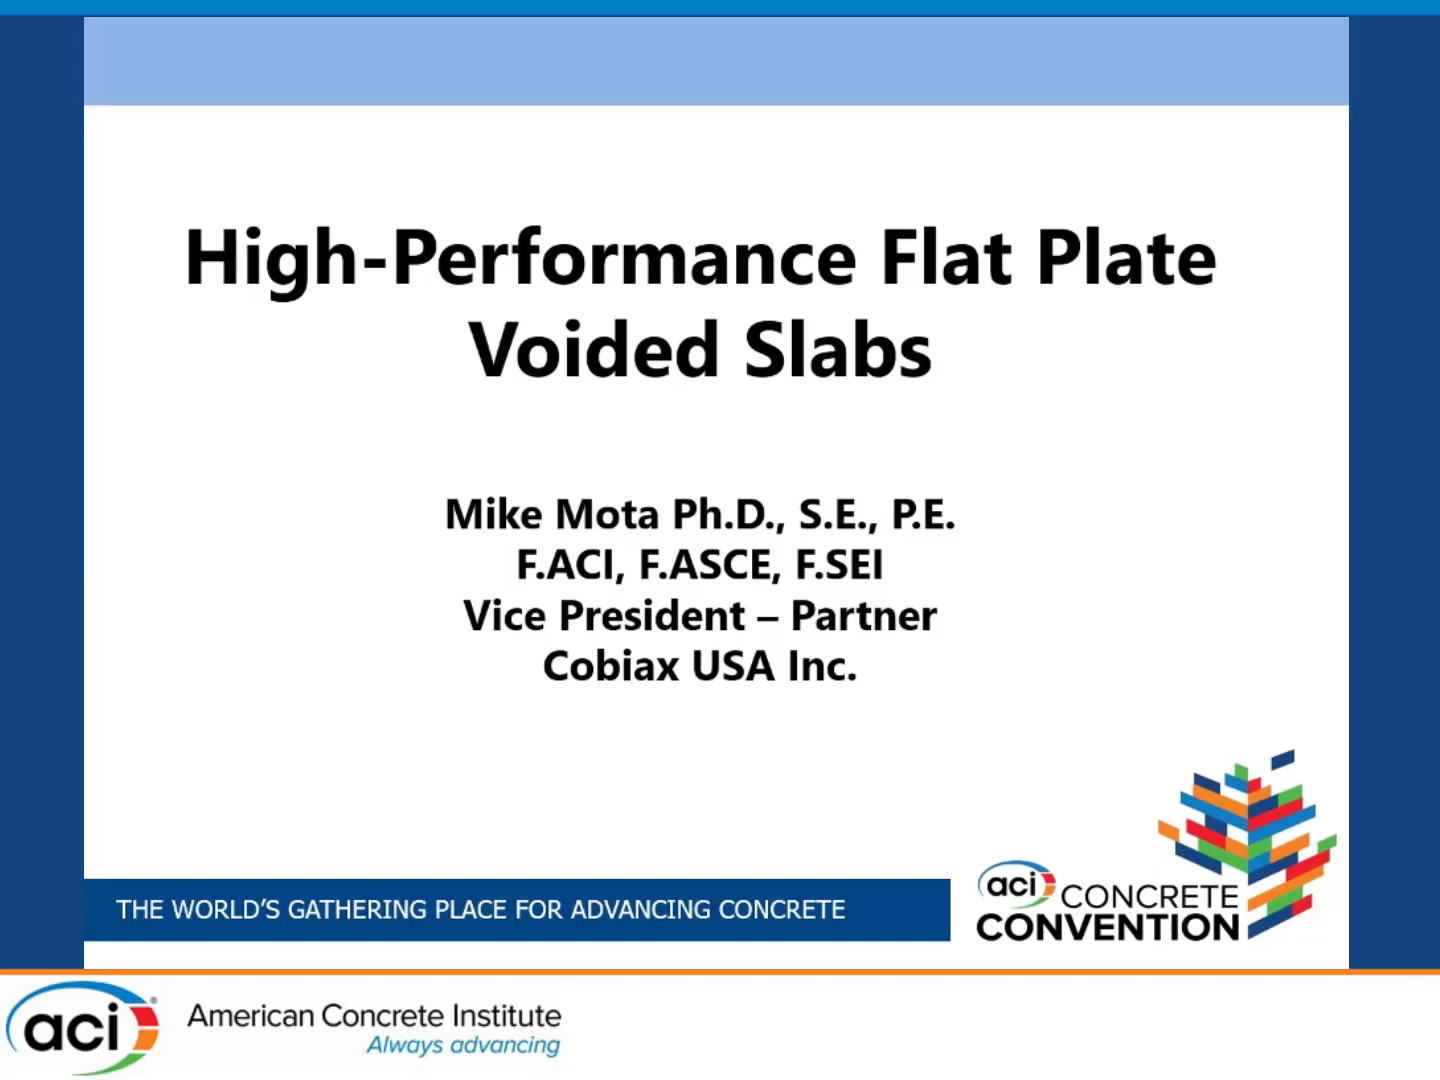 High-Performance Flat Plate
Voided Slabs
Mike Mota Ph.D., S.E., P.E.
F.ACI, F.ASCE, F.SEI
Vice President – Partner
Cobiax USA Inc.
THE WORLD'S GATHERING PLACE FOR ADVANCING CONCRETE
aci CONCRETE
CONVENTION
aci® American Concrete Institute
Always advancing